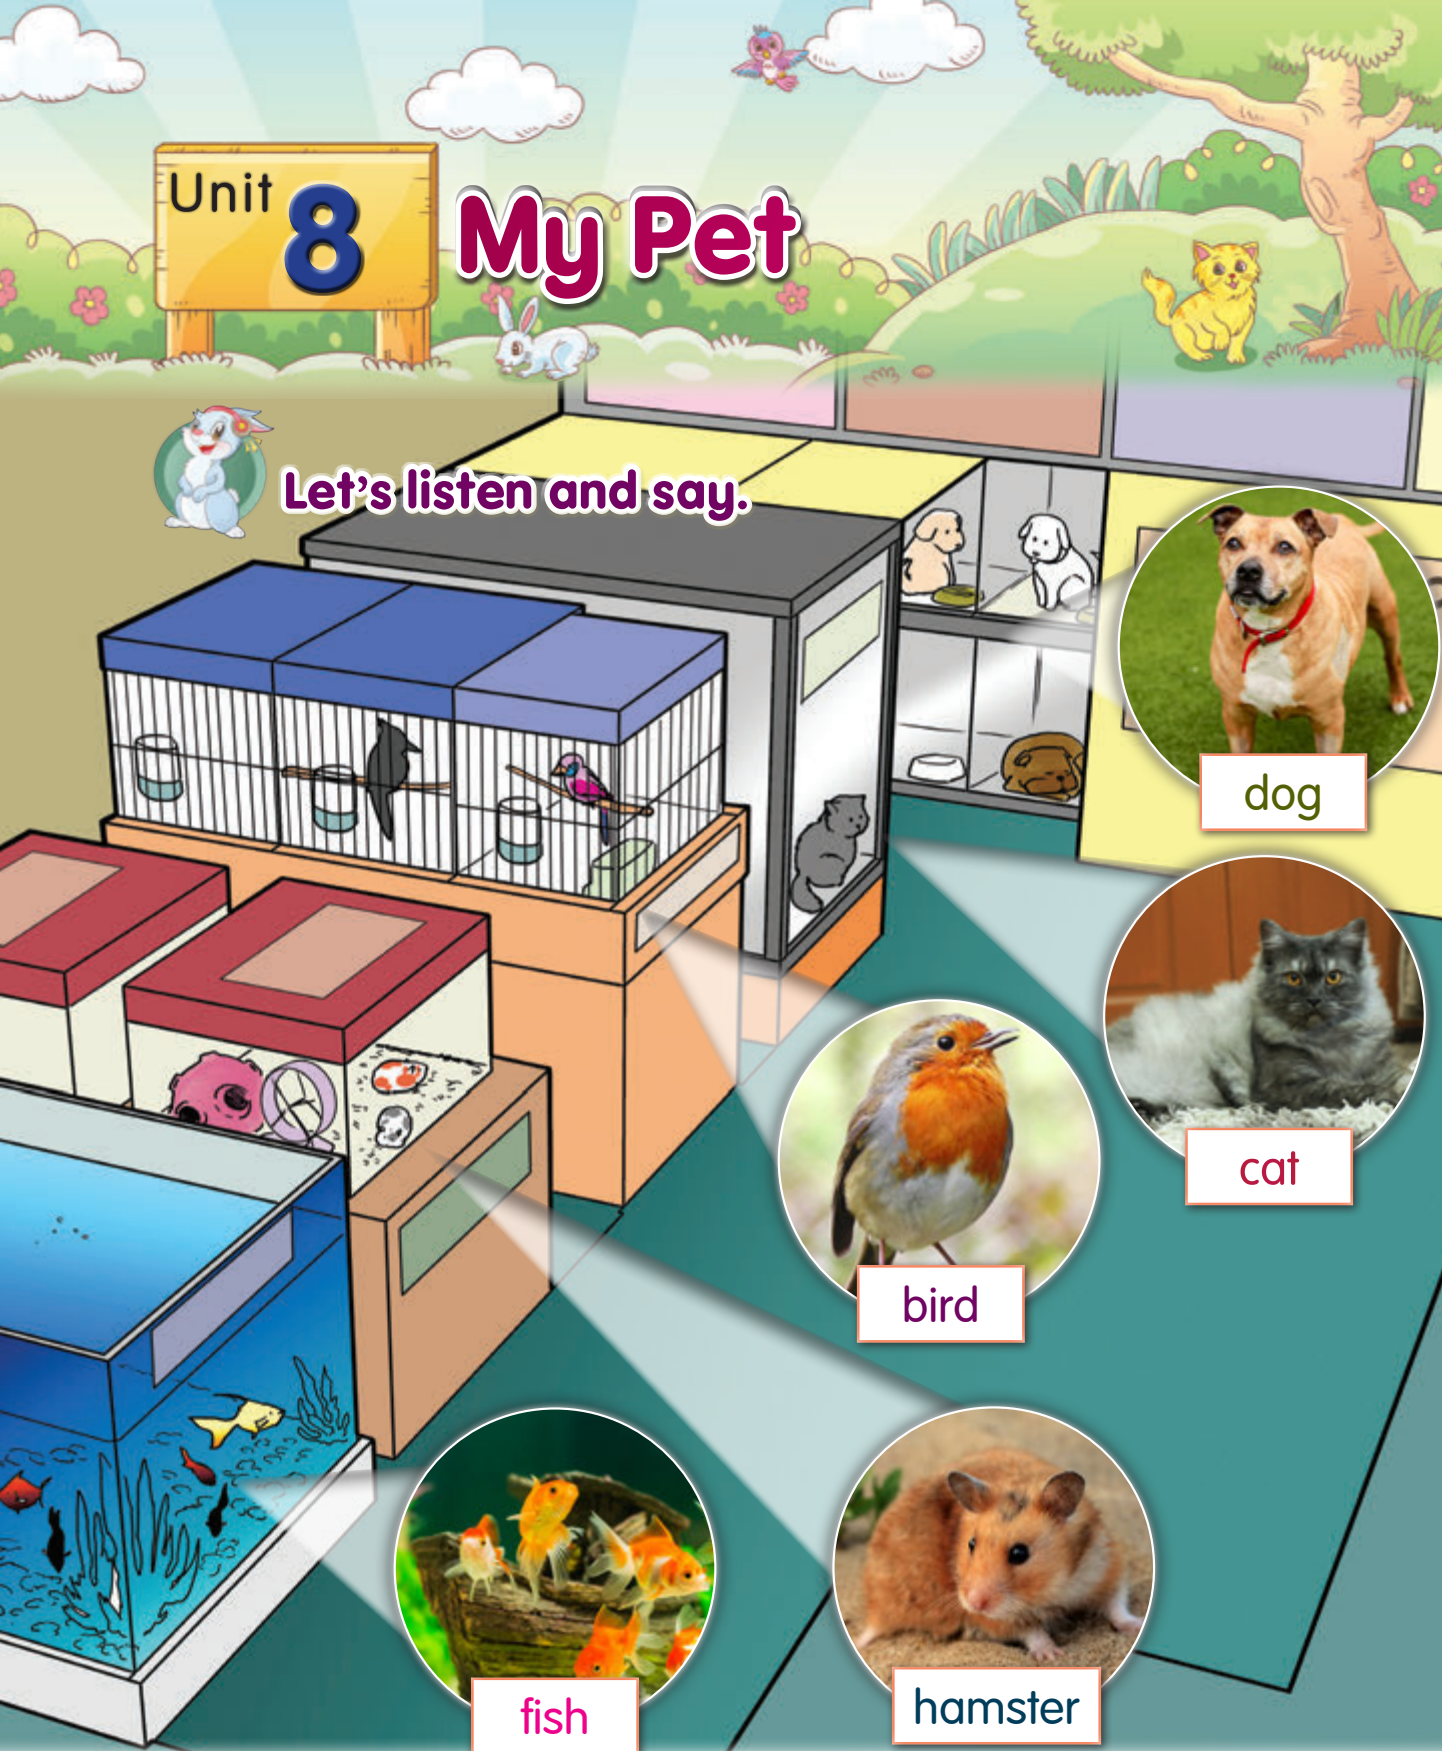 Unit 8
My Pet
Let's listen and say.
dog
cat
bird
hamster
fish